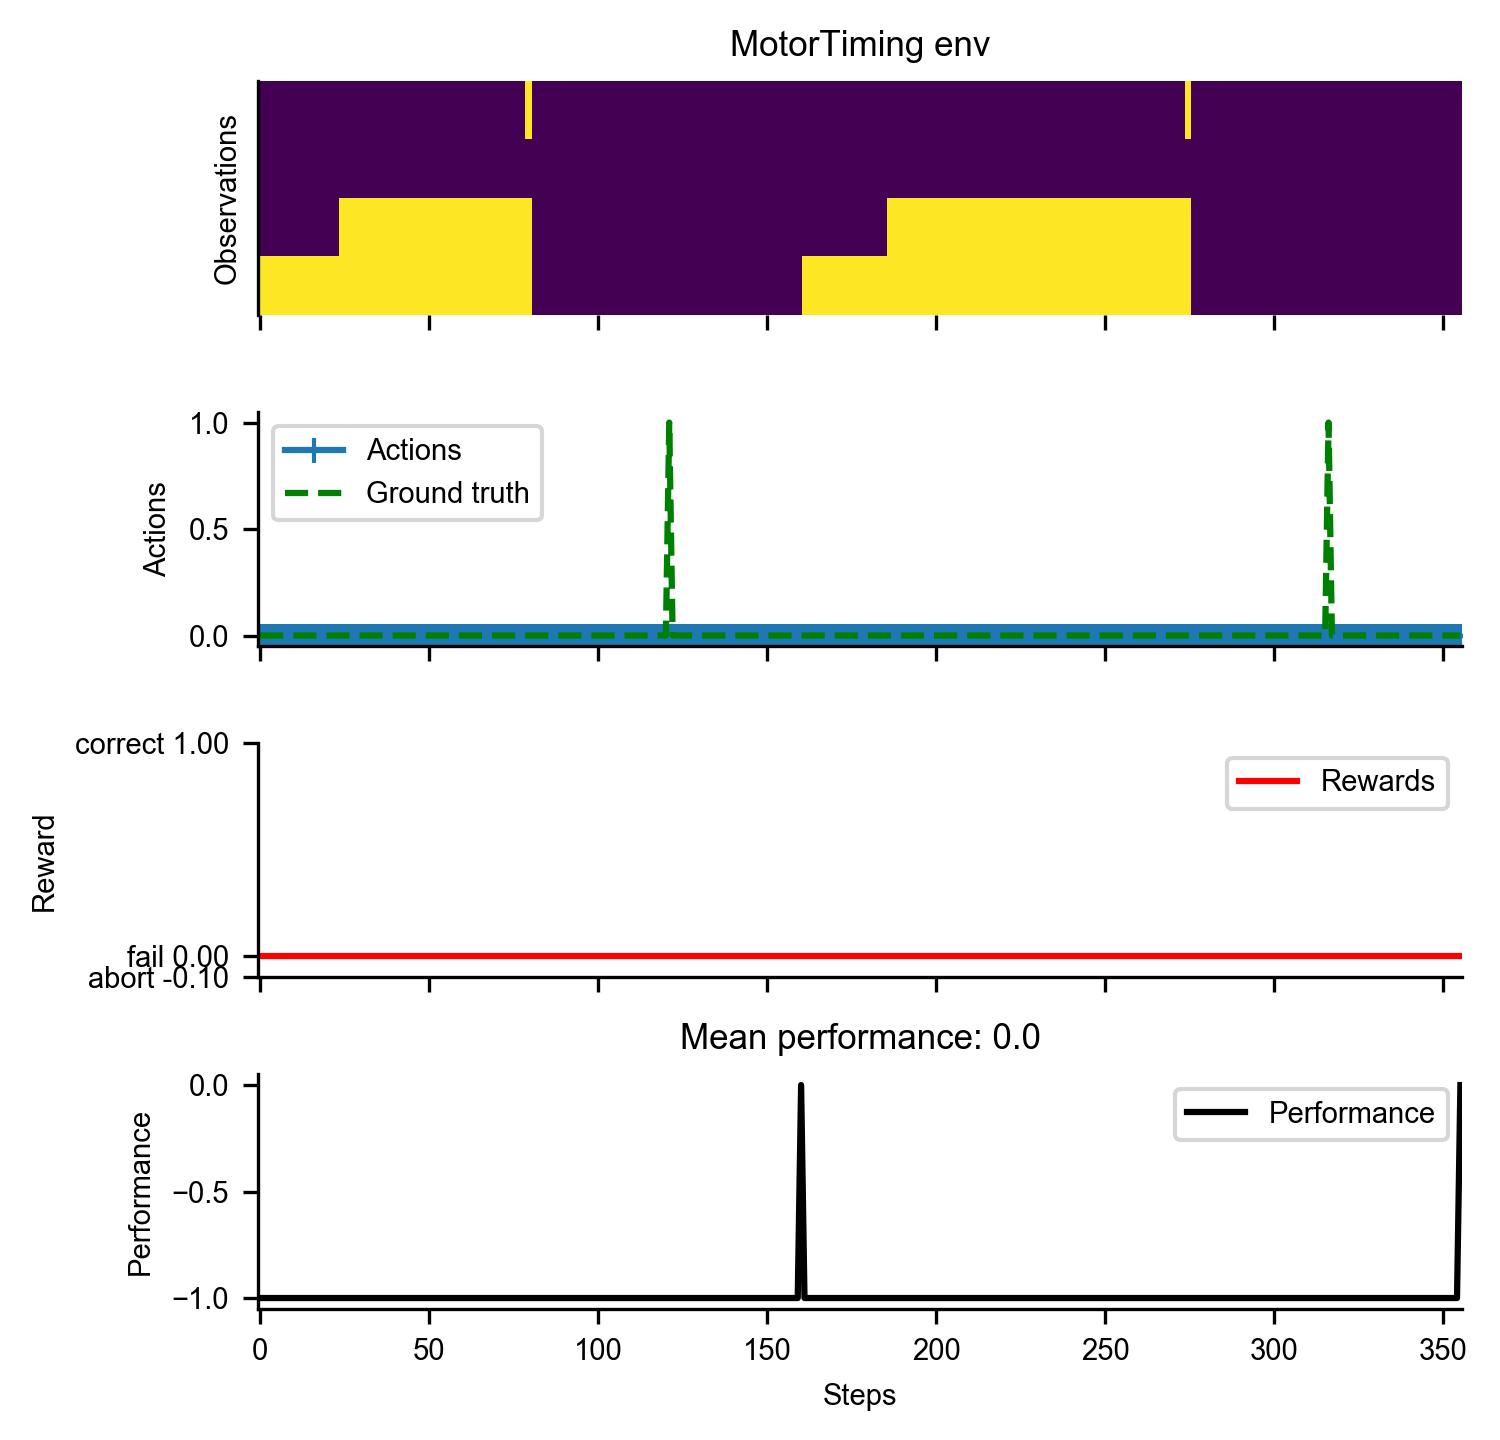 MotorTiming env
Observations
1.0
0.5
0.0
Actions
Actions
Ground truth
correct 1.00
fail 0.00
abort -0.10
Reward
Rewards
Mean performance: 0.0
0.0
−0.5
−1.0
Performance
Performance
0 50 100 150 200 250 300 350
Steps